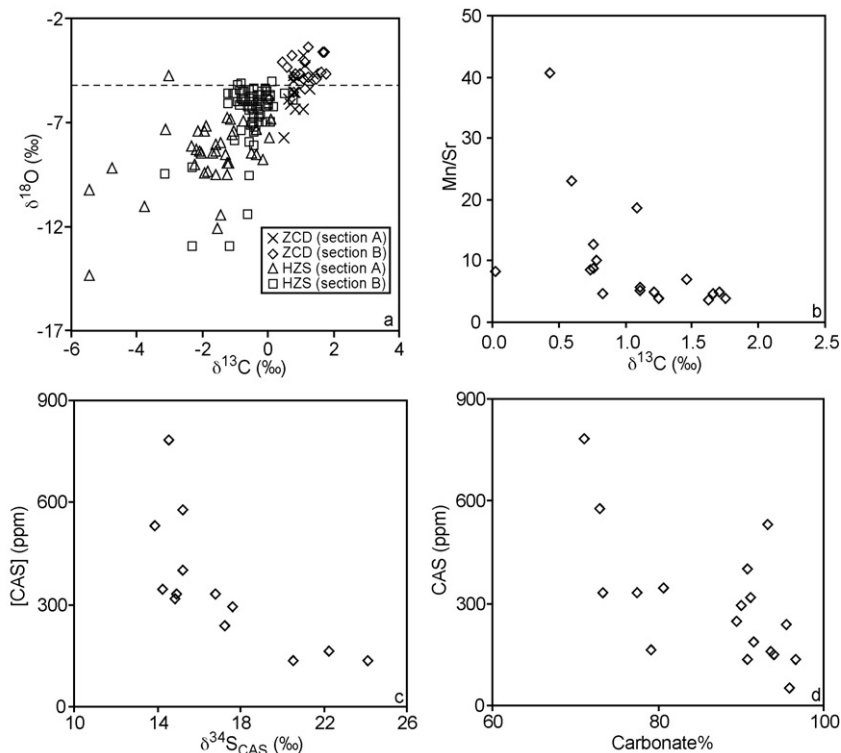 -2
-7
-12
-17
δ18O (‰)
× ZCD (section A)
◇ ZCD (section B)
△ HZS (section A)
□ HZS (section B)
a
-6 -4 -2 0 2 4
δ13C (‰)
50
40
30
20
10
0
Mn/Sr
b
0.0 0.5 1.0 1.5 2.0 2.5
δ13C (‰)
900
600
300
0
[CAS] (ppm)
c
10 14 18 22 26
δ34SCAS (‰)
900
600
300
0
CAS (ppm)
d
60 80 100
Carbonate%